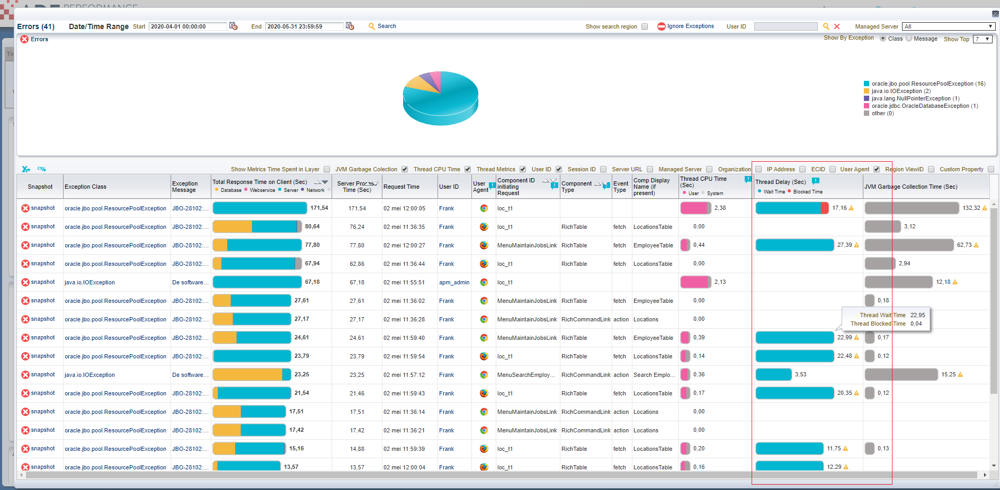 Errors (41) Date/Time Range Start 2020-04-01 00:00:00 End 2020-05-31 23:59:59 Search Show search region Ignore Exceptions User ID Managed Server All
Errors
Show By Exception Class Message Show Top 7
oracle.jbo.pool.ResourcePoolException (16)
java.io.IOException (2)
java.lang.NullPointerException (1)
oracle.jdbc.OracleDatabaseException (1)
other (0)
CSV Show Metrics Time Spent in Layer JVM Garbage Colection Thread CPU Time Thread Metrics User ID Session ID Server URL Managed Server Organization IP Address ECID User Agent Region ViewID Custom Property
Snapshot
Exception Class
Exception
Message
Total Response Time on Client (Sec)
Database Webservice Server Network
Server Process
Time (Sec)
Request Time
User ID
User
Agent
Component ID
initiating
Request
Component
Type
Event
Type
Comp Display
Name (if
present)
Thread CPU Time
(Sec)
User System
Thread Delay (Sec)
Wait Time Blocked Time
JVM Garbage Collection Time (Sec)
snapshot oracle.jbo.pool.ResourcePoolException JBO-28102:... 171,54 171,54 02 mei 12:00:05 Frank loc_t1 2,38 17,16 132,32
snapshot oracle.jbo.pool.ResourcePoolException JBO-28102:... 80,64 76,24 02 mei 11:36:35 Frank loc_t1 RichTable fetch LocationsTable 0,00 3,12
snapshot oracle.jbo.pool.ResourcePoolException JBO-28102:... 77,80 77,80 02 mei 12:00:27 Frank MenuMaintainJobsLink RichTable fetch EmployeeTable 0,44 27,39 62,73
snapshot oracle.jbo.pool.ResourcePoolException JBO-28102:... 67,94 62,86 02 mei 11:36:44 Frank loc_t1 RichTable fetch LocationsTable 0,00 2,94
snapshot java.io.IOException De software... 67,18 67,18 02 mei 11:55:51 apm_admin loc_t1 2,13 12,18
snapshot oracle.jbo.pool.ResourcePoolException JBO-28102:... 27,61 27,61 02 mei 11:36:02 Frank MenuMaintainJobsLink RichTable fetch EmployeeTable 0,00 0,18
snapshot oracle.jbo.pool.ResourcePoolException JBO-28102:... 27,17 27,17 02 mei 11:36:28 Frank MenuMaintainJobsLink RichCommandLink action Locations 0,00
Thread Wait Time 22,95
Thread Blocked Time 0,04
snapshot oracle.jbo.pool.ResourcePoolException JBO-28102:... 24,61 24,61 02 mei 11:59:40 Frank MenuMaintainJobsLink RichTable fetch EmployeeTable 0,39 22,99 0,17
snapshot oracle.jbo.pool.ResourcePoolException JBO-28102:... 23,79 23,79 02 mei 11:59:54 Frank loc_t1 RichTable fetch LocationsTable 0,14 22,48 0,12
snapshot java.io.IOException De software... 23,25 23,25 02 mei 11:57:12 Frank MenuSearchEmploy... RichCommandLink action Search Emplo... 0,36 3,53 15,25
snapshot oracle.jbo.pool.ResourcePoolException JBO-28102:... 21,54 21,46 02 mei 11:59:43 Frank loc_t1 RichTable fetch LocationsTable 0,17 20,35 0,12
snapshot oracle.jbo.pool.ResourcePoolException JBO-28102:... 17,51 17,51 02 mei 11:36:14 Frank MenuMaintainJobsLink RichCommandLink action Locations 0,00
snapshot oracle.jbo.pool.ResourcePoolException JBO-28102:... 17,42 17,42 02 mei 11:36:21 Frank MenuMaintainJobsLink RichCommandLink action Locations 0,00
snapshot oracle.jbo.pool.ResourcePoolException JBO-28102:... 15,16 14,88 02 mei 11:59:39 Frank loc_t1 RichTable fetch LocationsTable 0,20 11,75 0,13
snapshot oracle.jbo.pool.ResourcePoolException JBO-28102:... 13,57 13,57 02 mei 12:00:04 Frank loc_t1 RichTable fetch LocationsTable 0,16 12,29